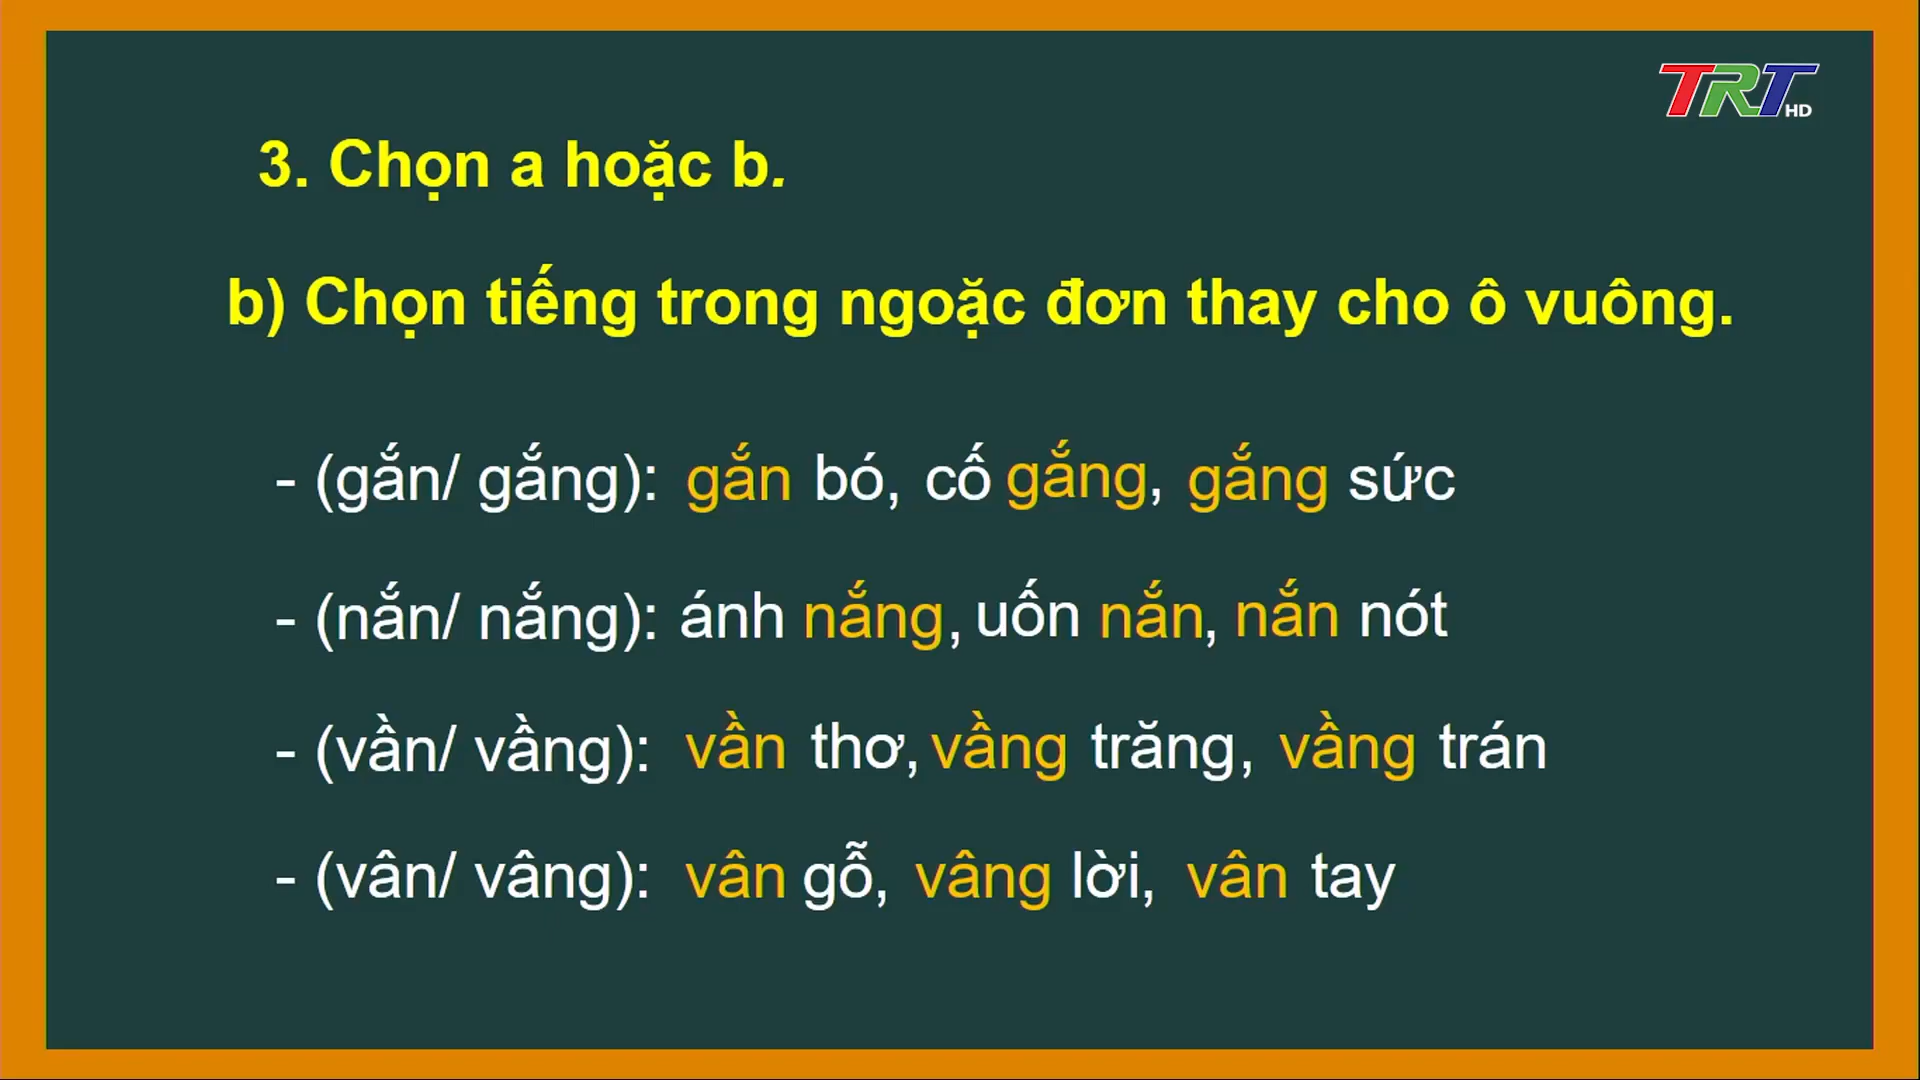 TRT HD
3. Chọn a hoặc b.
b) Chọn tiếng trong ngoặc đơn thay cho ô vuông.
- (gắn/ gắng): gắn bó, cố gắng, gắng sức
- (nắn/ nắng): ánh nắng, uốn nắn, nắn nót
- (vần/ vầng): vần thơ, vầng trăng, vầng trán
- (vân/ vâng): vân gỗ, vâng lời, vân tay